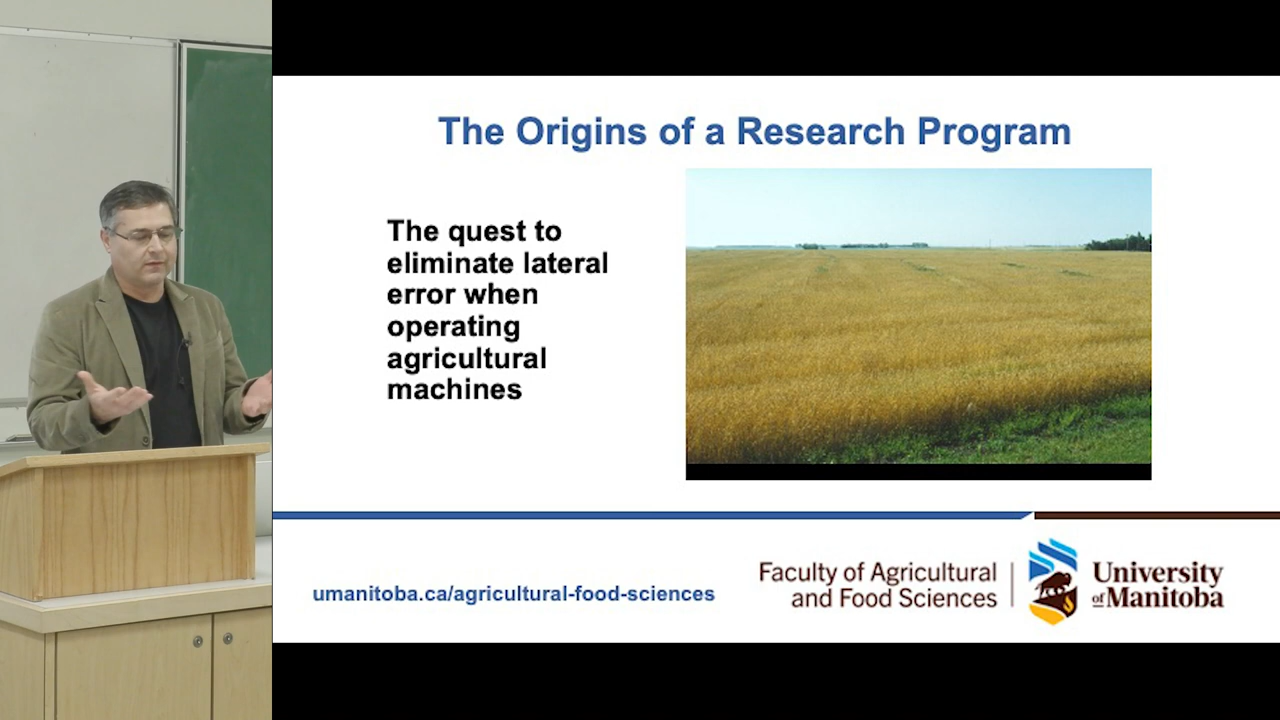 The Origins of a Research Program
The quest to
eliminate lateral
error when
operating
agricultural
machines
umanitoba.ca/agricultural-food-sciences
Faculty of Agricultural
and Food Sciences
University
of Manitoba